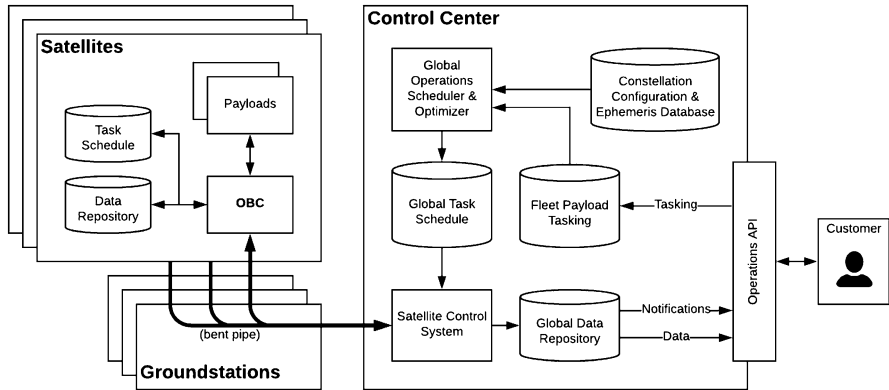 Satellites
Payloads
Task
Schedule
Data
Repository
OBC
(bent pipe)
Groundstations
Control Center
Global
Operations
Scheduler &
Optimizer
Constellation
Configuration &
Ephemeris Database
Global Task
Schedule
Fleet Payload
Tasking
Tasking
Satellite Control
System
Global Data
Repository
Notifications
Data
Operations API
Customer